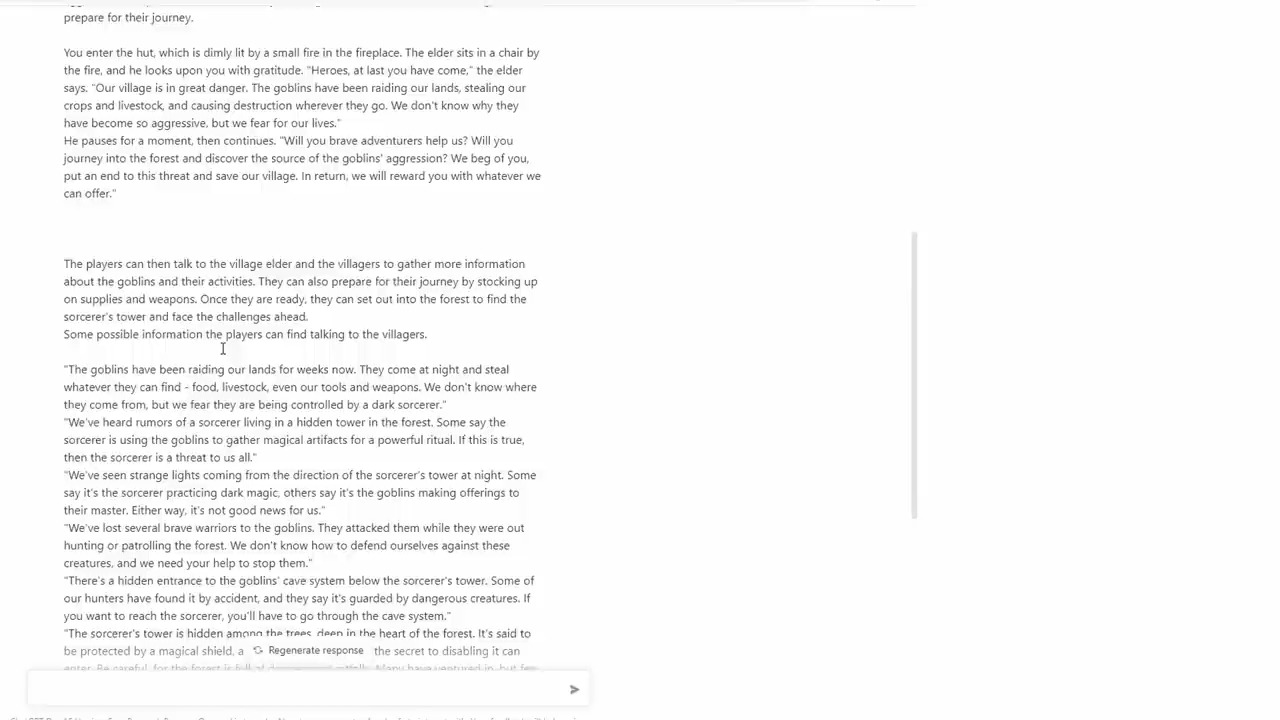 prepare for their journey.
You enter the hut, which is dimly lit by a small fire in the fireplace. The elder sits in a chair by
the fire, and he looks upon you with gratitude. "Heroes, at last you have come," the elder
says. "Our village is in great danger. The goblins have been raiding our lands, stealing our
crops and livestock, and causing destruction wherever they go. We don't know why they
have become so aggressive, but we fear for our lives."
He pauses for a moment, then continues. "Will you brave adventurers help us? Will you
journey into the forest and discover the source of the goblins' aggression? We beg of you,
put an end to this threat and save our village. In return, we will reward you with whatever we
can offer."
The players can then talk to the village elder and the villagers to gather more information
about the goblins and their activities. They can also prepare for their journey by stocking up
on supplies and weapons. Once they are ready, they can set out into the forest to find the
sorcerer's tower and face the challenges ahead.
Some possible information the players can find talking to the villagers.
"The goblins have been raiding our lands for weeks now. They come at night and steal
whatever they can find - food, livestock, even our tools and weapons. We don't know where
they come from, but we fear they are being controlled by a dark sorcerer."
"We've heard rumors of a sorcerer living in a hidden tower in the forest. Some say the
sorcerer is using the goblins to gather magical artifacts for a powerful ritual. If this is true,
then the sorcerer is a threat to us all."
"We've seen strange lights coming from the direction of the sorcerer's tower at night. Some
say it's the sorcerer practicing dark magic, others say it's the goblins making offerings to
their master. Either way, it's not good news for us."
"We've lost several brave warriors to the goblins. They attacked them while they were out
hunting or patrolling the forest. We don't know how to defend ourselves against these
creatures, and we need your help to stop them."
"There's a hidden entrance to the goblins' cave system below the sorcerer's tower. Some of
our hunters have found it by accident, and they say it's guarded by dangerous creatures. If
you want to reach the sorcerer, you'll have to go through the cave system."
"The sorcerer's tower is hidden among the trees, deep in the heart of the forest. It's said to
be protected by a magical shield, a Regenerate response the secret to disabling it can
enter. Be careful, for the forest is full of Many have ventured in, but few